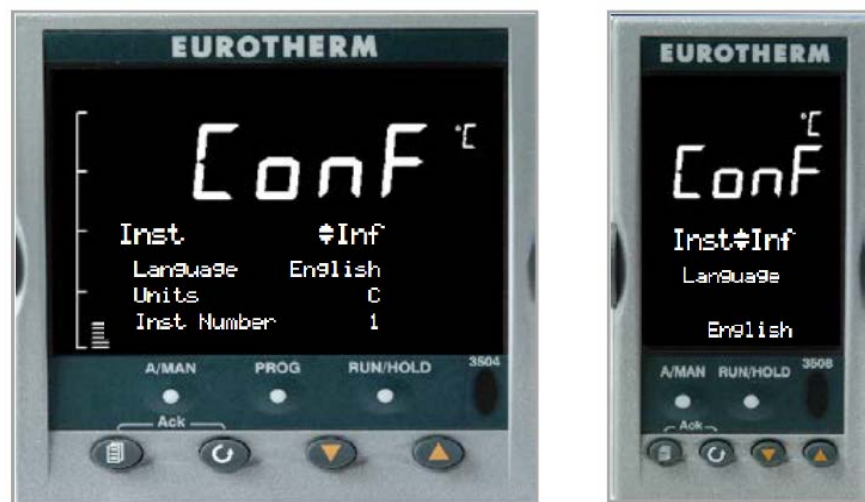 EUROTHERM
°C
ConF
Inst Inf
Language English
Units C
Inst Number 1
A/MAN PROG RUN/HOLD 3504
Ack
EUROTHERM
°C
ConF
Inst Inf
Language
English
A/MAN RUN/HOLD 3508
Ack